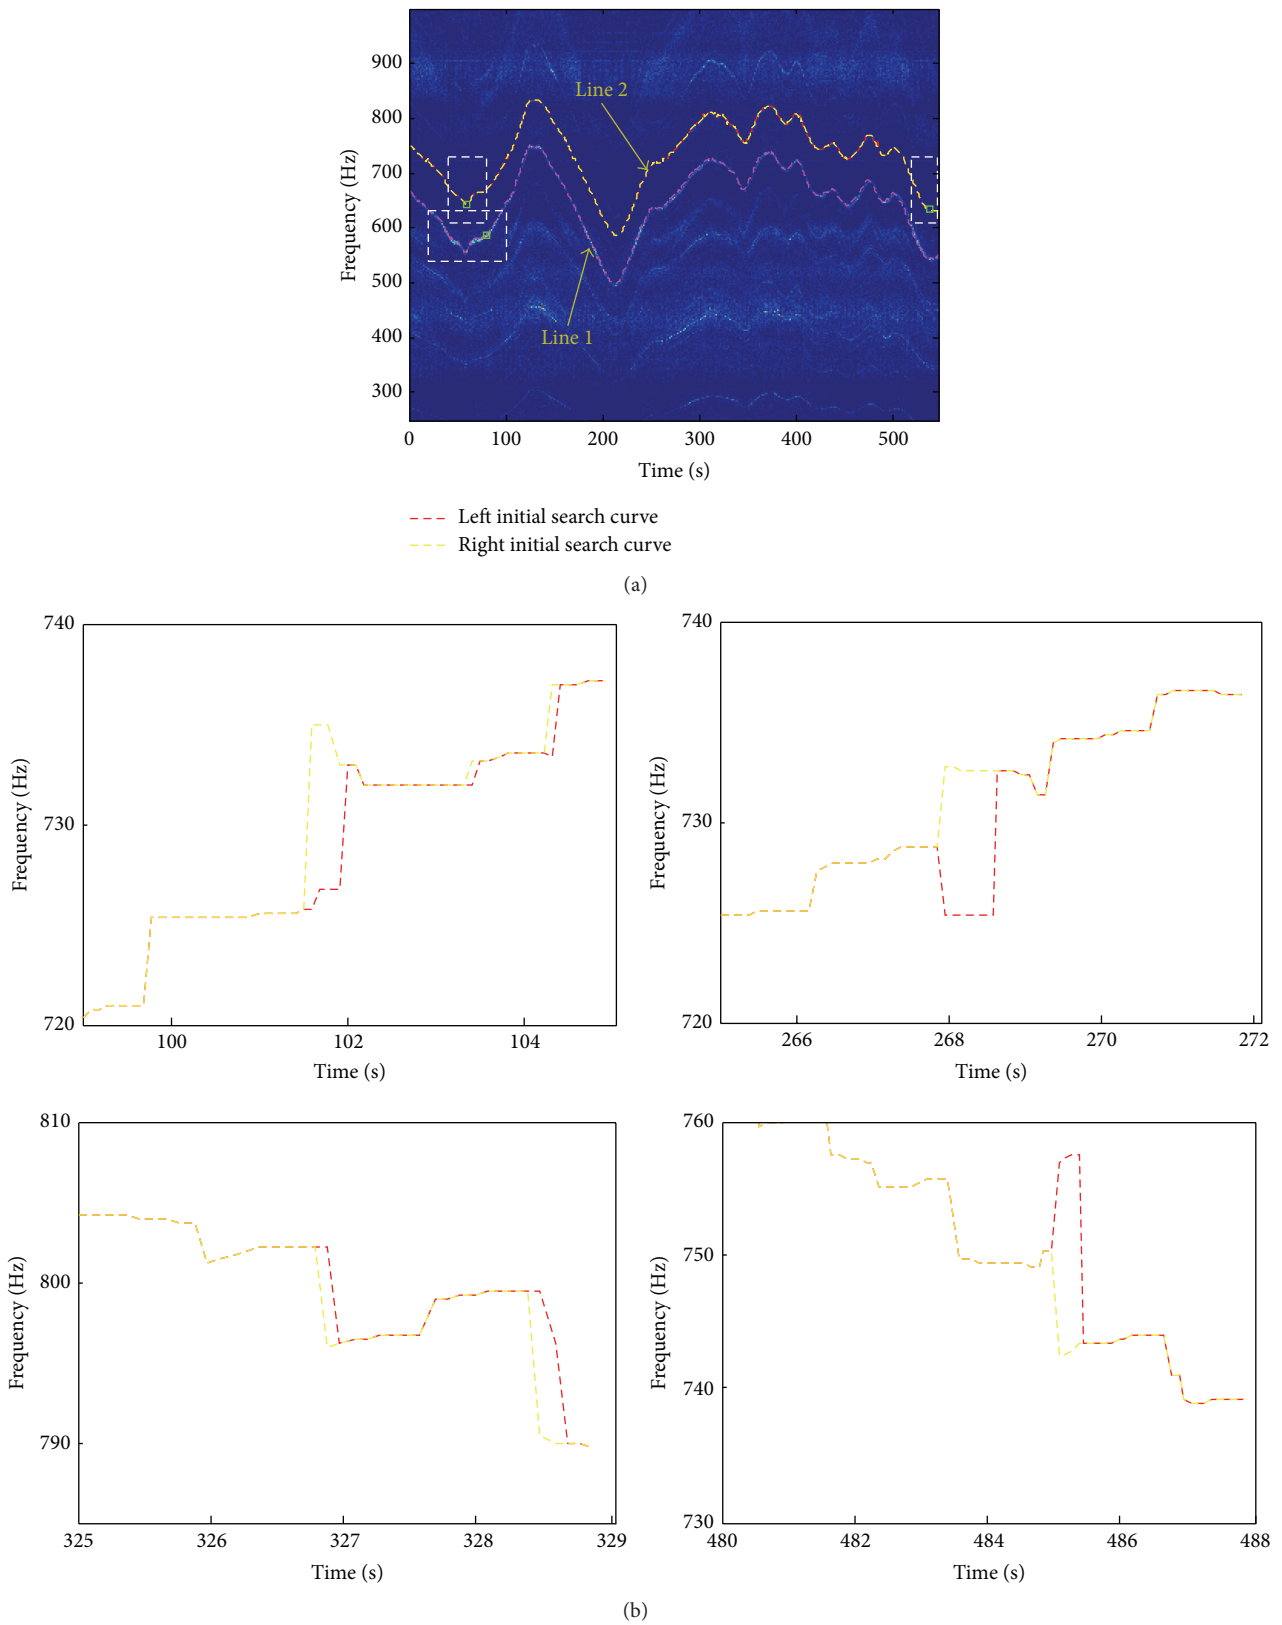 900
800
700
600
500
400
300
Frequency (Hz)
Line 2
Line 1
0 100 200 300 400 500
Time (s)
Left initial search curve
Right initial search curve
(a)
740
730
720
Frequency (Hz)
100 102 104
Time (s)
740
730
720
Frequency (Hz)
266 268 270 272
Time (s)
810
800
790
Frequency (Hz)
325 326 327 328 329
Time (s)
760
750
740
730
Frequency (Hz)
480 482 484 486 488
Time (s)
(b)